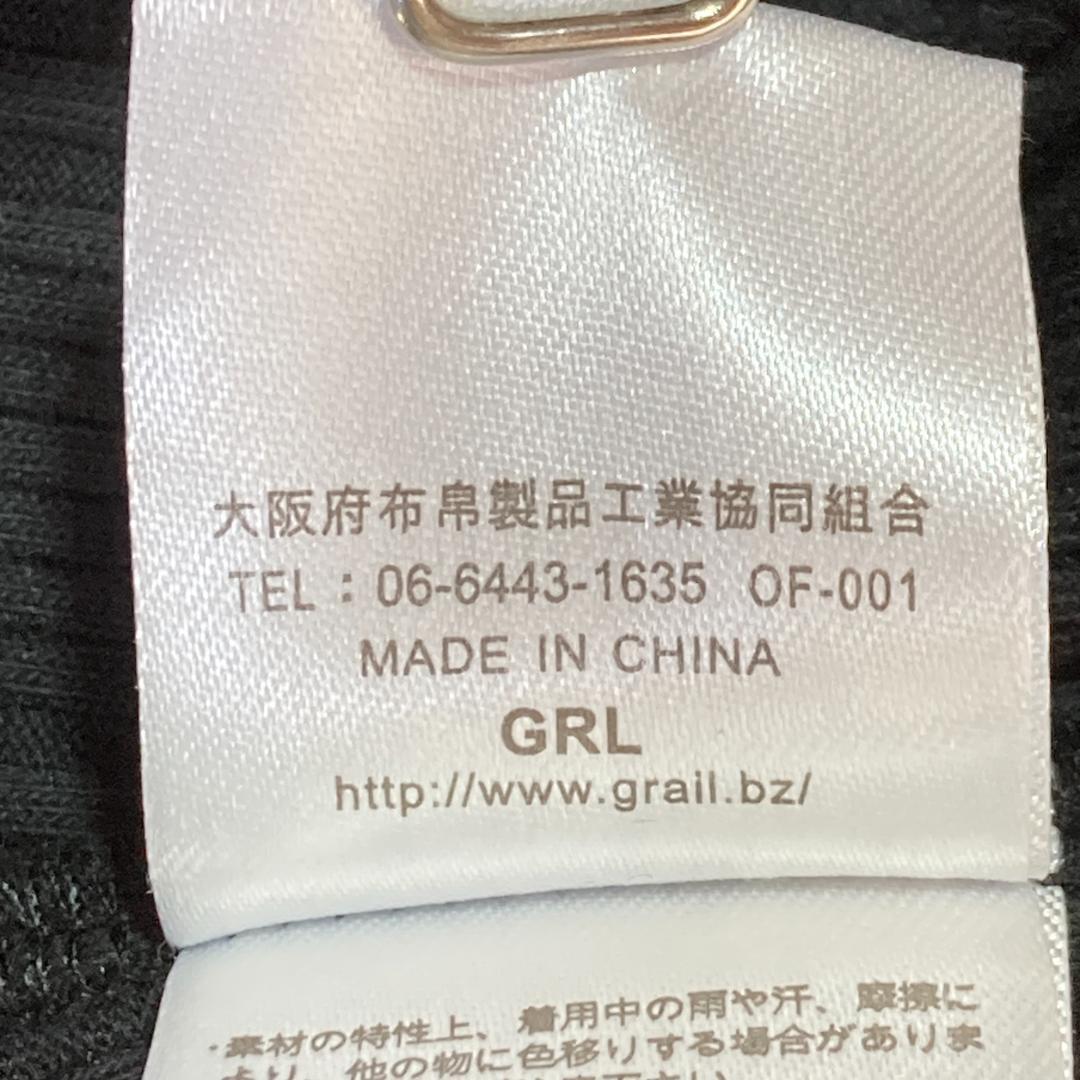 大阪府布帛製品工業協同組合
TEL：06-6443-1635 OF-001
MADE IN CHINA
GRL
http://www.grail.bz/
・素材の特性上、着用中の雨や汗、摩擦に
より、他の物に色移りする場合がありま